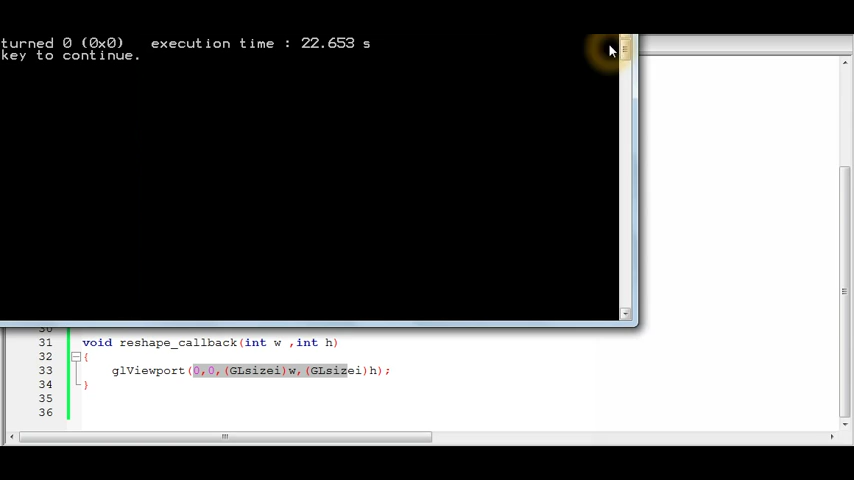 turned 0 (0x0)   execution time : 22.653 s
key to continue.
30
31 void reshape_callback(int w ,int h)
32 {
33 glViewport(0,0,(GLsizei)w,(GLsizei)h);
34 }
35
36